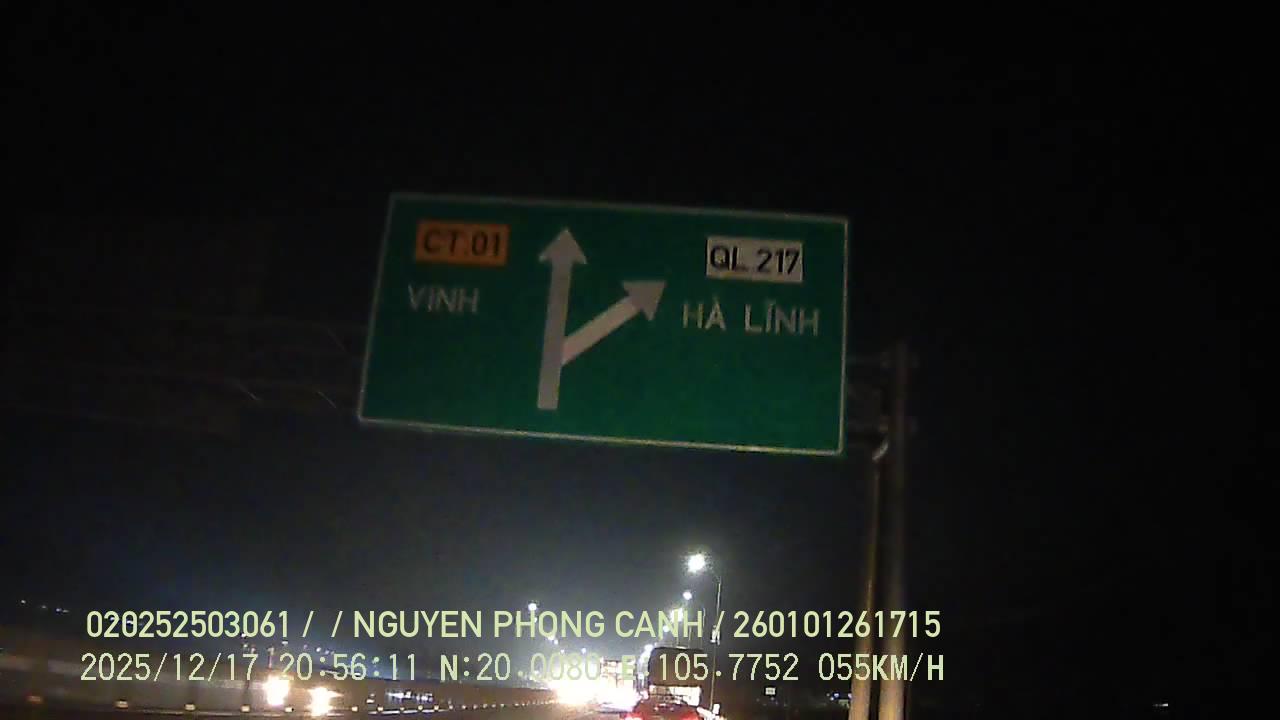 CT.01
VINH
QL.217
HÀ LĨNH
020252503061 / / NGUYEN PHONG CANH / 260101261715
2025/12/17 20:56:11 N:20.0080 E:105.7752 055KM/H